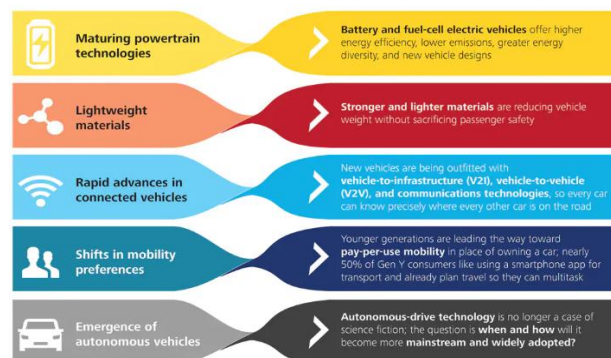 Maturing powertrain
technologies
Battery and fuel-cell electric vehicles offer higher
energy efficiency, lower emissions, greater energy
diversity, and new vehicle designs
Lightweight
materials
Stronger and lighter materials are reducing vehicle
weight without sacrificing passenger safety
Rapid advances in
connected vehicles
New vehicles are being outfitted with
vehicle-to-infrastructure (V2I), vehicle-to-vehicle
(V2V), and communications technologies, so every car
can know precisely where every other car is on the road
Shifts in mobility
preferences
Younger generations are leading the way toward
pay-per-use mobility in place of owning a car; nearly
50% of Gen Y consumers like using a smartphone app for
transport and already plan travel so they can multitask
Emergence of
autonomous vehicles
Autonomous-drive technology is no longer a case of
science fiction; the question is when and how will it
become more mainstream and widely adopted?